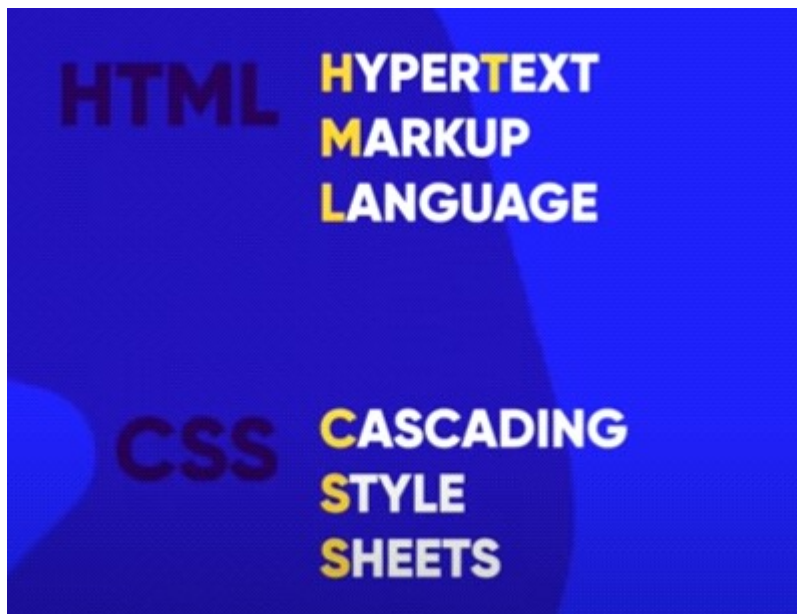 HTML
HYPERTEXT
MARKUP
LANGUAGE
CSS
CASCADING
STYLE
SHEETS